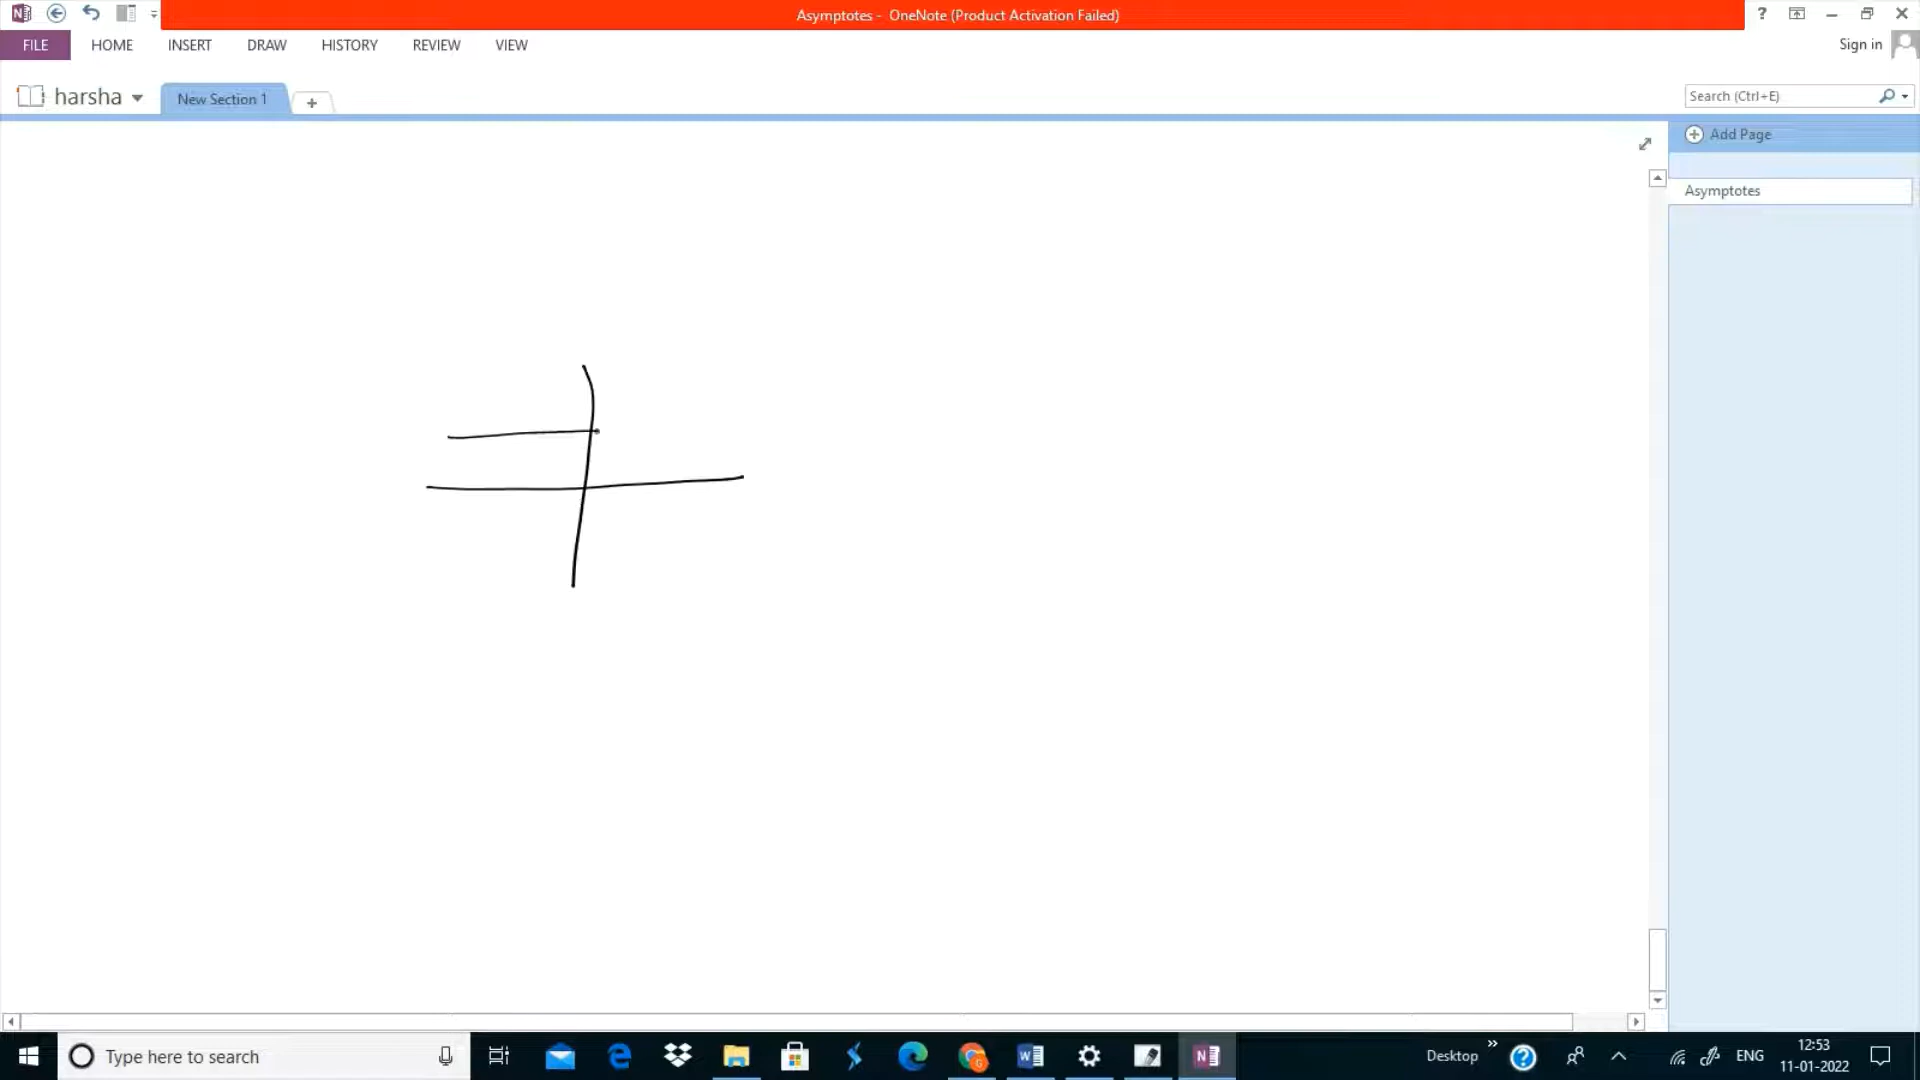 Asymptotes - OneNote (Product Activation Failed)
?
FILE HOME INSERT DRAW HISTORY REVIEW VIEW
Sign in
harsha
New Section 1
Search (Ctrl+E)
Add Page
Asymptotes
Type here to search
Desktop
ENG
12:53
11-01-2022